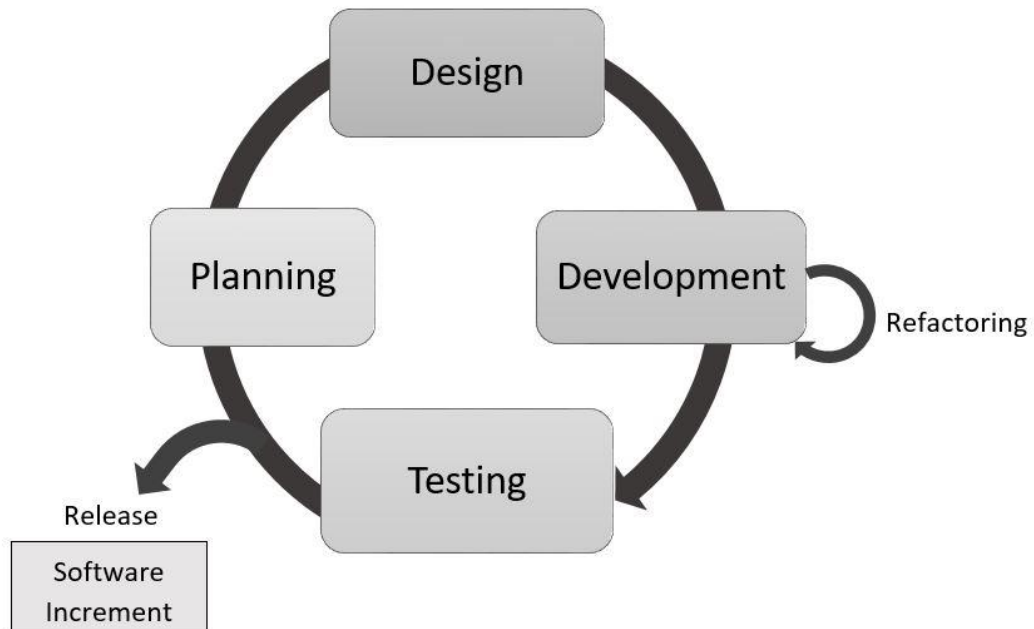 Design
Planning
Development
Refactoring
Testing
Release
Software
Increment